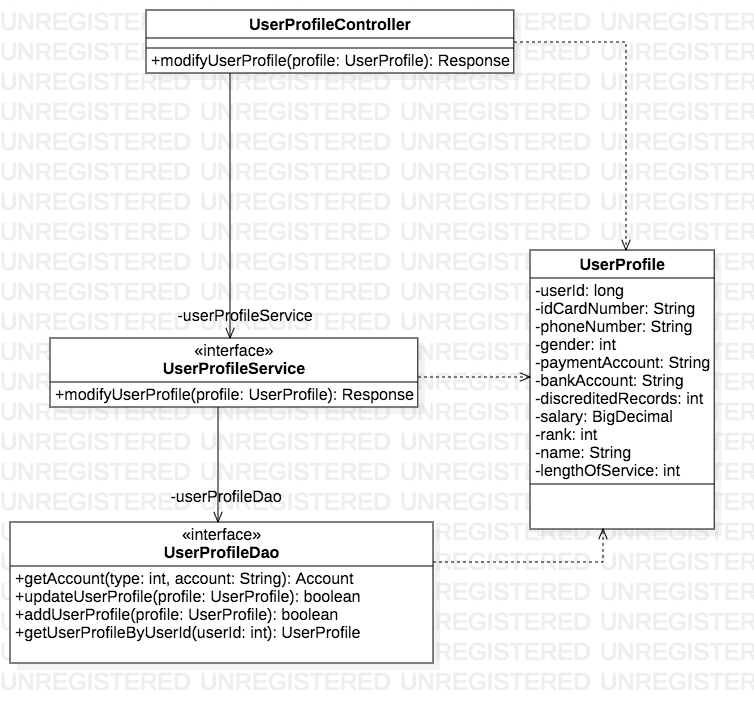 UserProfileController
+modifyUserProfile(profile: UserProfile): Response
-userProfileService
«interface»
UserProfileService
+modifyUserProfile(profile: UserProfile): Response
-userProfileDao
«interface»
UserProfileDao
+getAccount(type: int, account: String): Account
+updateUserProfile(profile: UserProfile): boolean
+addUserProfile(profile: UserProfile): boolean
+getUserProfileByUserId(userId: int): UserProfile
UserProfile
-userId: long
-idCardNumber: String
-phoneNumber: String
-gender: int
-paymentAccount: String
-bankAccount: String
-discreditedRecords: int
-salary: BigDecimal
-rank: int
-name: String
-lengthOfService: int
UNREGISTERED UNREGISTERED UNREGISTERED UNREGISTERED